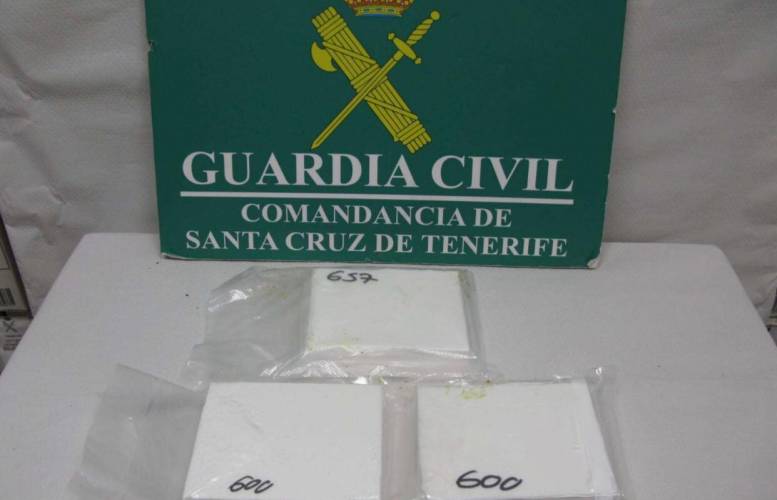 GUARDIA CIVIL
COMANDANCIA DE
SANTA CRUZ DE TENERIFE
657
600
600